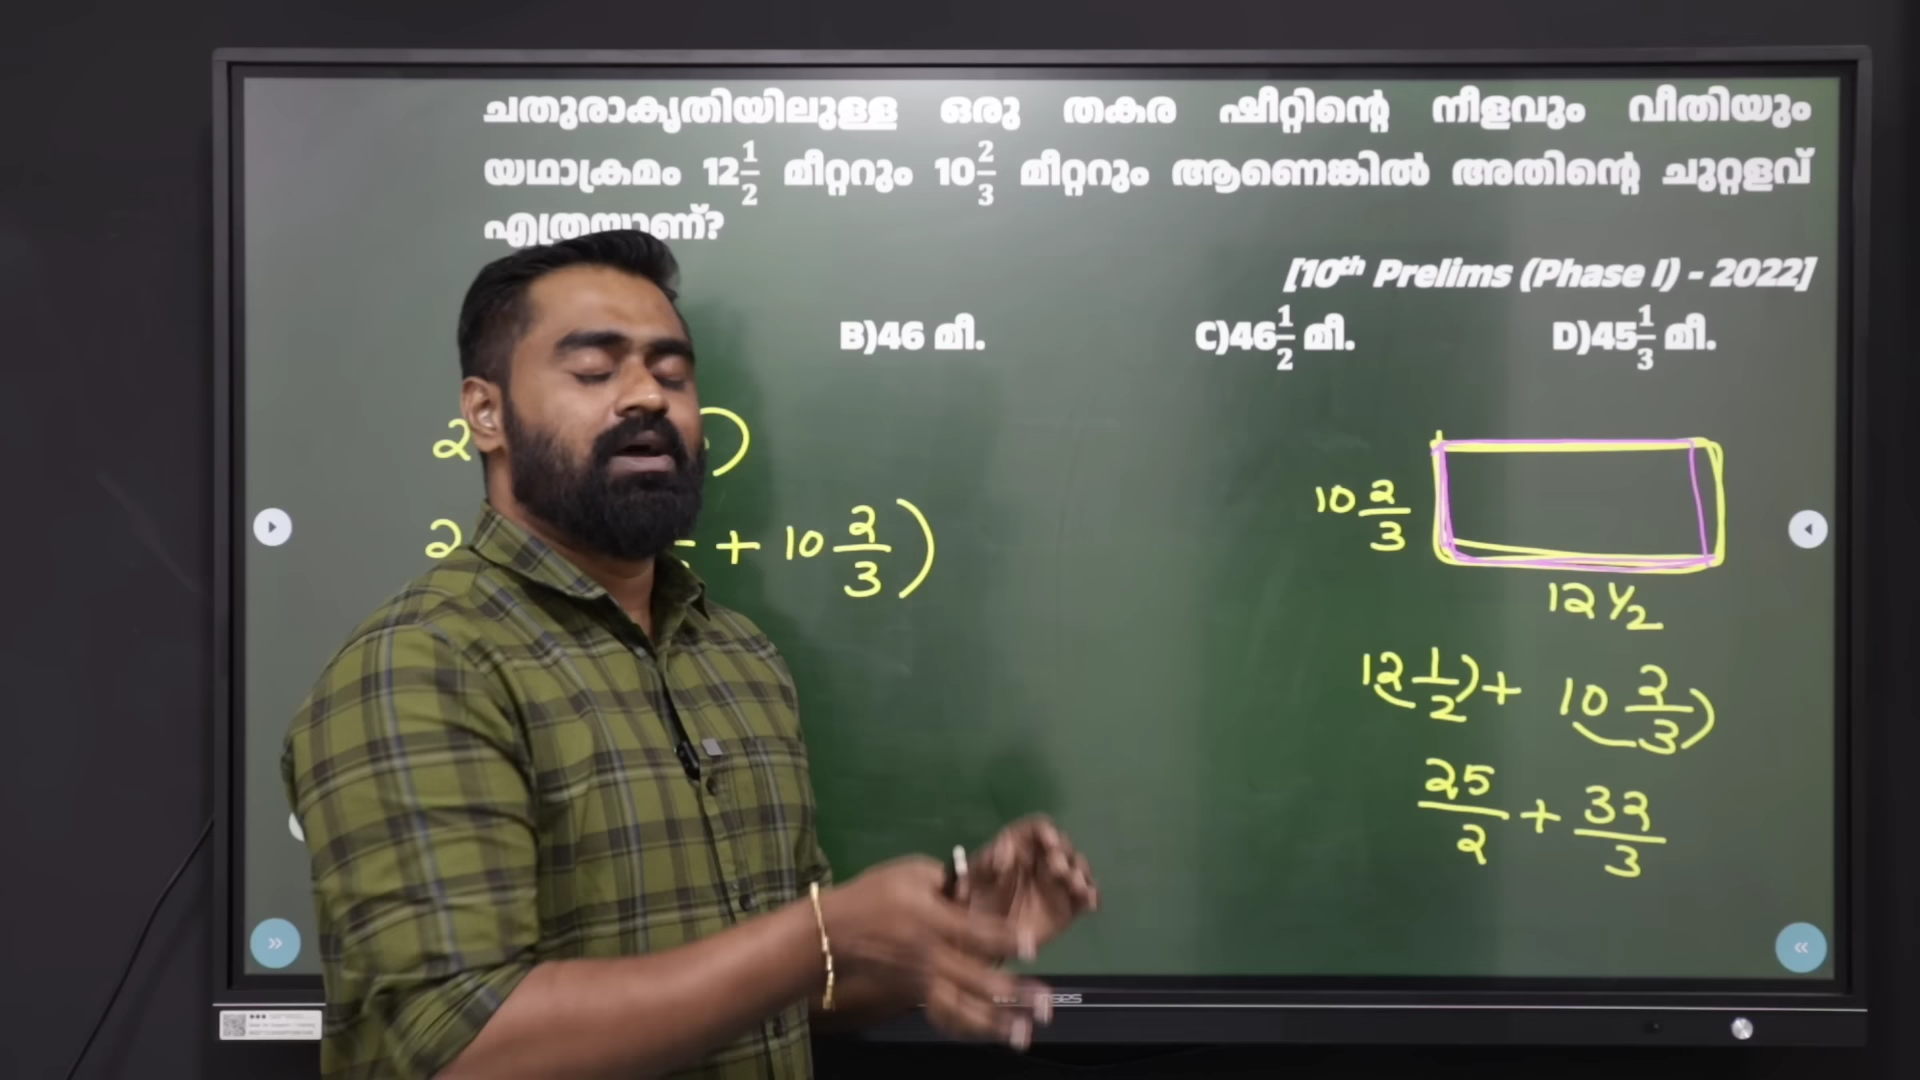 ചതുരാകൃതിയിലുള്ള ഒരു തകര ഷീറ്റിന്റെ നീളവും വീതിയും
യഥാക്രമം 12 1/2 മീറ്ററും 10 2/3 മീറ്ററും ആണെങ്കിൽ അതിന്റെ ചുറ്റളവ്
എത്രയാണ്?
[10th Prelims (Phase I) - 2022]
B)46 മീ. C)46 1/2 മീ. D)45 1/3 മീ.
2 )
2 + 10 2/3 )
10 2/3
12 1/2
12 1/2 + 10 2/3
25/2 + 32/3